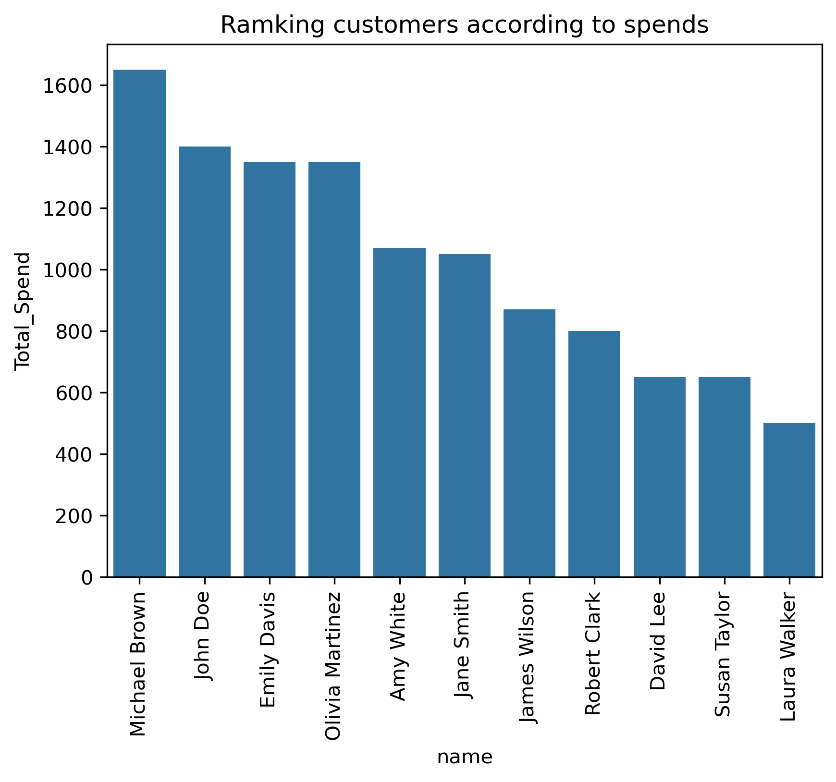 Ramking customers according to spends
Total_Spend
1600
1400
1200
1000
800
600
400
200
0
Michael Brown
John Doe
Emily Davis
Olivia Martinez
Amy White
Jane Smith
James Wilson
Robert Clark
David Lee
Susan Taylor
Laura Walker
name